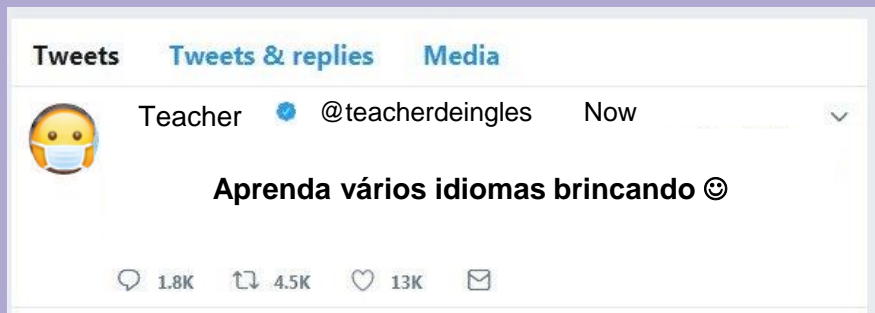 Tweets Tweets & replies Media
Teacher @teacherdeingles Now
Aprenda vários idiomas brincando ☺
1.8K 4.5K 13K